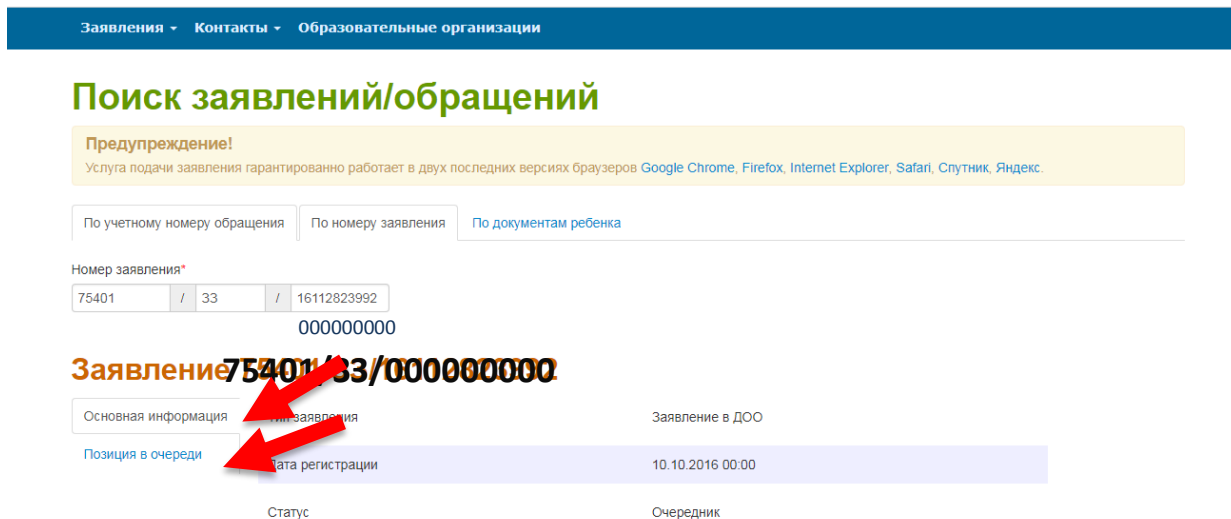 Заявления Контакты Образовательные организации
Поиск заявлений/обращений
Предупреждение!
Услуга подачи заявления гарантированно работает в двух последних версиях браузеров Google Chrome, Firefox, Internet Explorer, Safari, Спутник, Яндекс.
По учетному номеру обращения По номеру заявления По документам ребенка
Номер заявления*
75401 / 33 / 16112823992
000000000
Заявление 75401/33/000000000
Основная информация заявления Заявление в ДОО
Позиция в очереди
Дата регистрации 10.10.2016 00:00
Статус Очередник